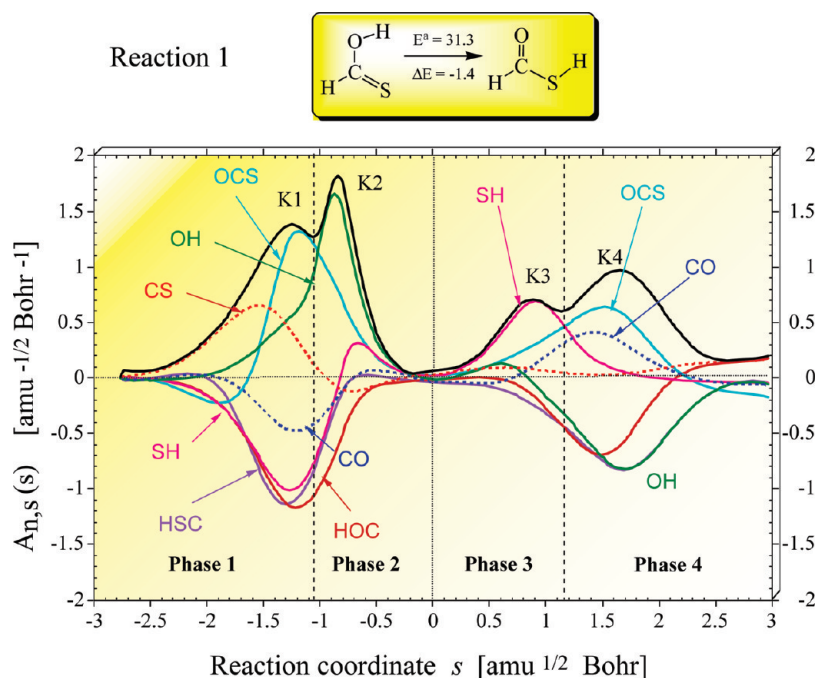 Reaction 1
O H
Eᵃ = 31.3
O
H C S
ΔE = -1.4
H C S H
2 2
OCS K1 K2 SH OCS
1.5 1.5
OH K3 K4 CO
1 1
CS
0.5 0.5
0 0
-0.5 -0.5
SH CO OH
-1 -1
HSC HOC
-1.5 -1.5
Phase 1 Phase 2 Phase 3 Phase 4
-2 -2
-3 -2.5 -2 -1.5 -1 -0.5 0 0.5 1 1.5 2 2.5 3
Aₙ,ₛ(s) [amu ⁻¹/² Bohr ⁻¹]
Reaction coordinate s [amu ¹/² Bohr]